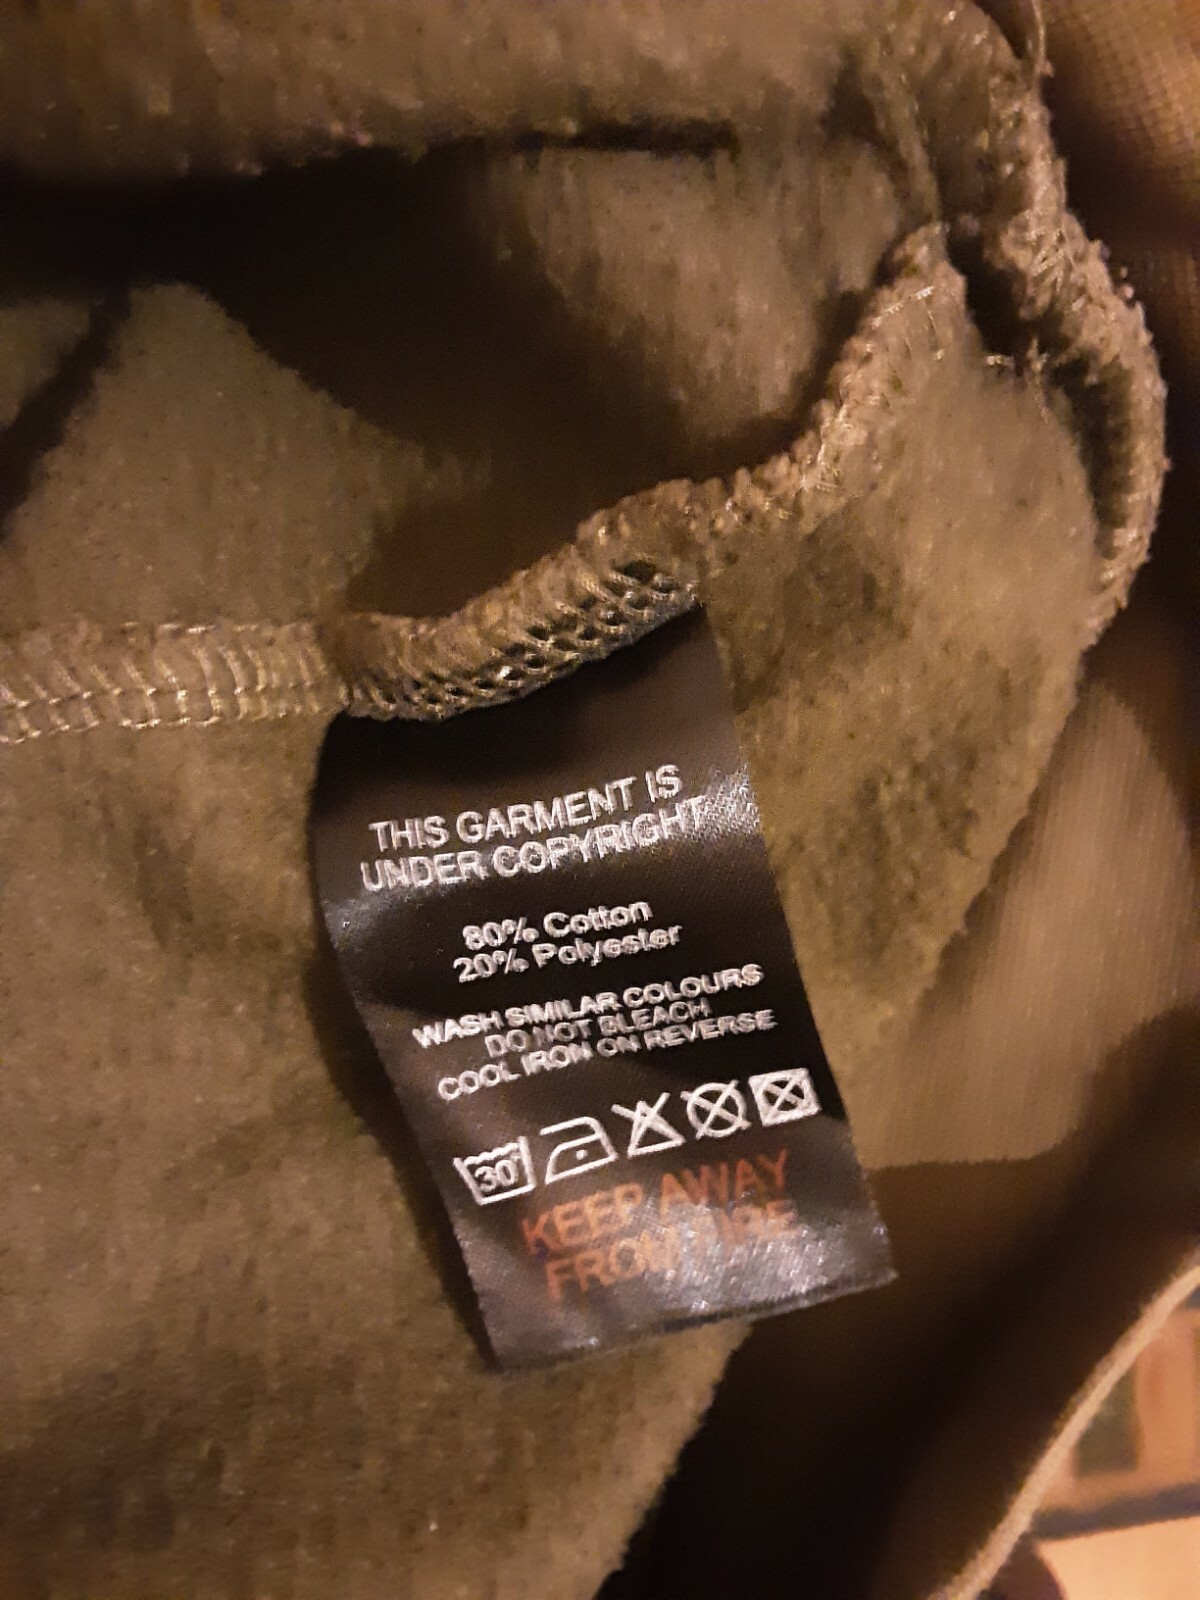 THIS GARMENT IS
UNDER COPYRIGHT
80% Cotton
20% Polyester
WASH SIMILAR COLOURS
DO NOT BLEACH
COOL IRON ON REVERSE
30°
KEEP AWAY
FROM FIRE